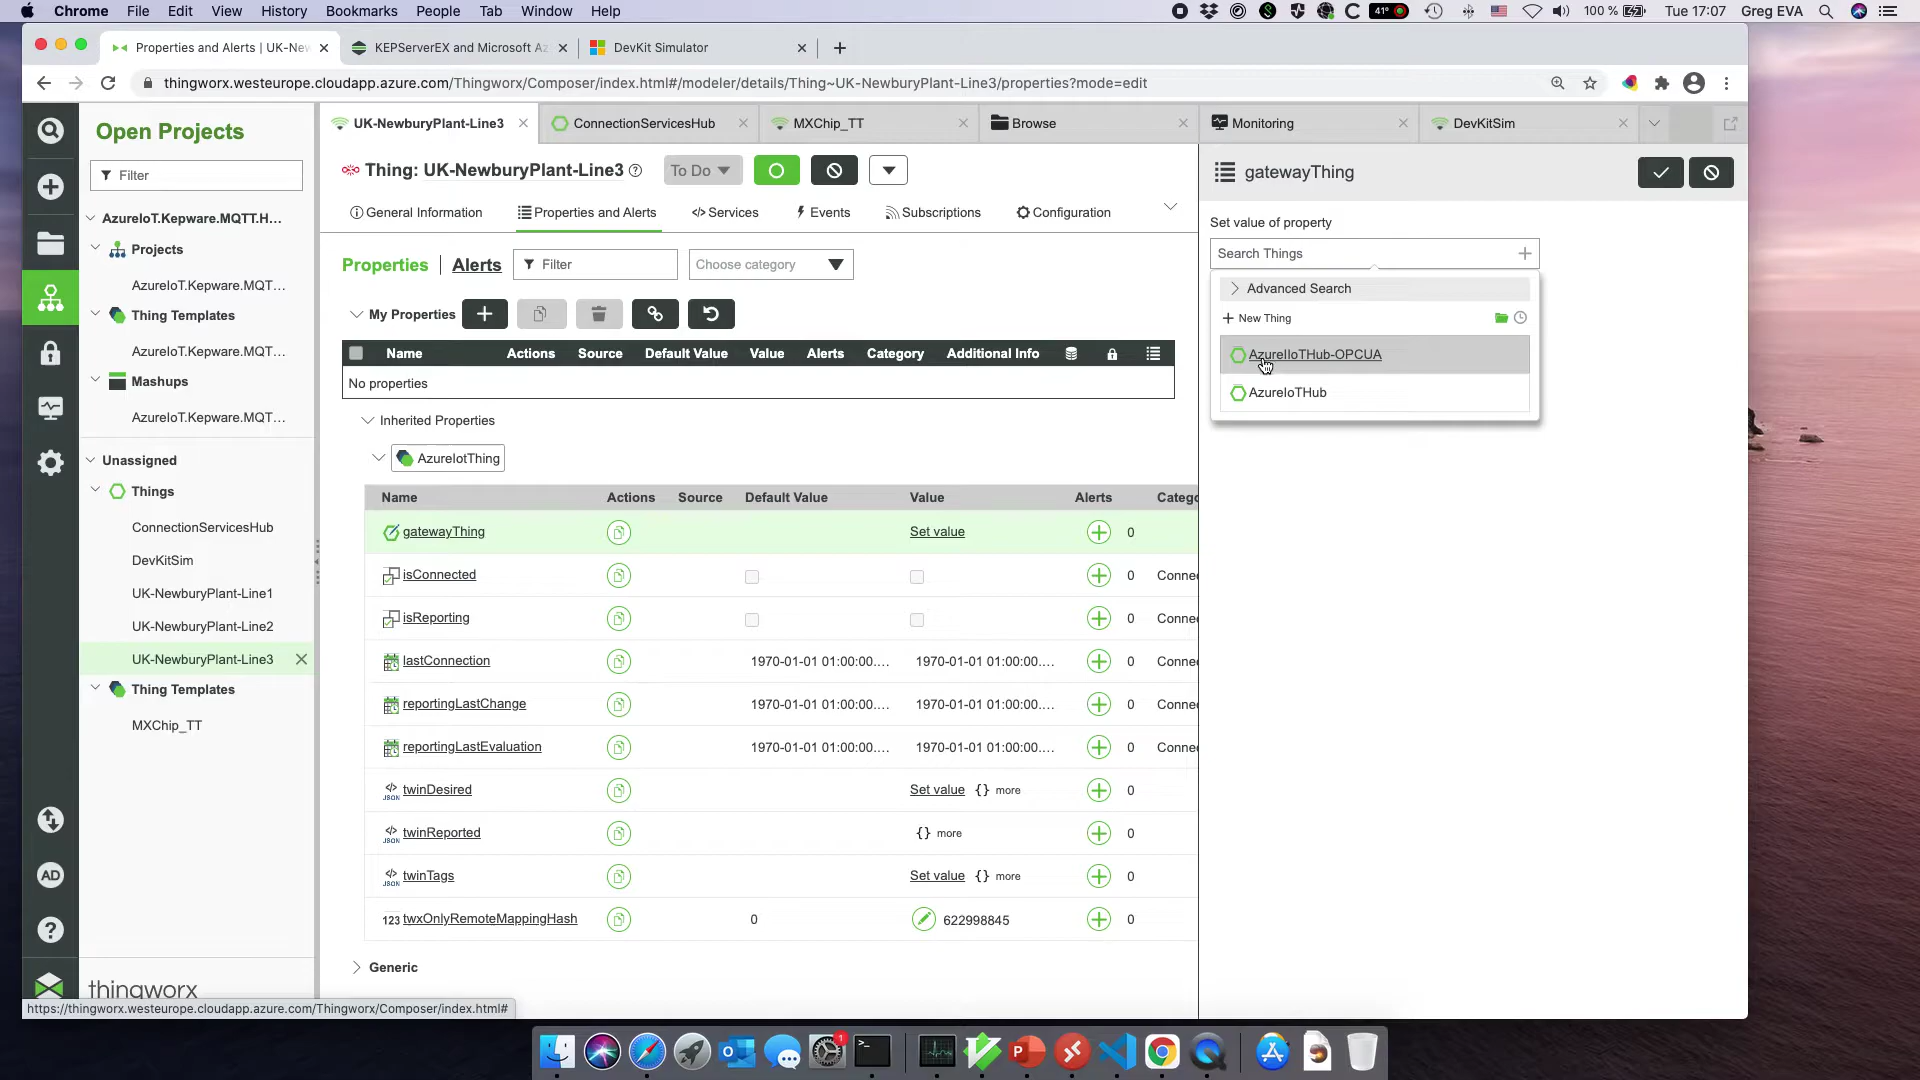 Chrome File Edit View History Bookmarks People Tab Window Help 41° 100 % Tue 17:07 Greg EVA
Properties and Alerts | UK-Nev KEPServerEX and Microsoft Az DevKit Simulator
thingworx.westeurope.cloudapp.azure.com/Thingworx/Composer/index.html#/modeler/details/Thing~UK-NewburyPlant-Line3/properties?mode=edit
Open Projects
Filter
AzureIoT.Kepware.MQTT.H...
Projects
AzureIoT.Kepware.MQT...
Thing Templates
AzureIoT.Kepware.MQT...
Mashups
AzureIoT.Kepware.MQT...
Unassigned
Things
ConnectionServicesHub
DevKitSim
UK-NewburyPlant-Line1
UK-NewburyPlant-Line2
UK-NewburyPlant-Line3
Thing Templates
MXChip_TT
AD
thingworx
https://thingworx.westeurope.cloudapp.azure.com/Thingworx/Composer/index.html#
UK-NewburyPlant-Line3 ConnectionServicesHub MXChip_TT Browse Monitoring DevKitSim
Thing: UK-NewburyPlant-Line3 To Do
General Information Properties and Alerts Services Events Subscriptions Configuration
Properties | Alerts Filter Choose category
My Properties
Name Actions Source Default Value Value Alerts Category Additional Info
No properties
Inherited Properties
AzureIotThing
Name Actions Source Default Value Value Alerts Catego
gatewayThing Set value 0
isConnected 0 Conne
isReporting 0 Conne
lastConnection 1970-01-01 01:00:00.... 1970-01-01 01:00:00.... 0 Conne
reportingLastChange 1970-01-01 01:00:00.... 1970-01-01 01:00:00.... 0 Conne
reportingLastEvaluation 1970-01-01 01:00:00.... 1970-01-01 01:00:00.... 0 Conne
JSON twinDesired Set value {} more 0
JSON twinReported {} more 0
JSON twinTags Set value {} more 0
123 twxOnlyRemoteMappingHash 0 622998845 0
Generic
gatewayThing
Set value of property
Search Things
Advanced Search
New Thing
AzureIIoTHub-OPCUA
AzureIoTHub
1